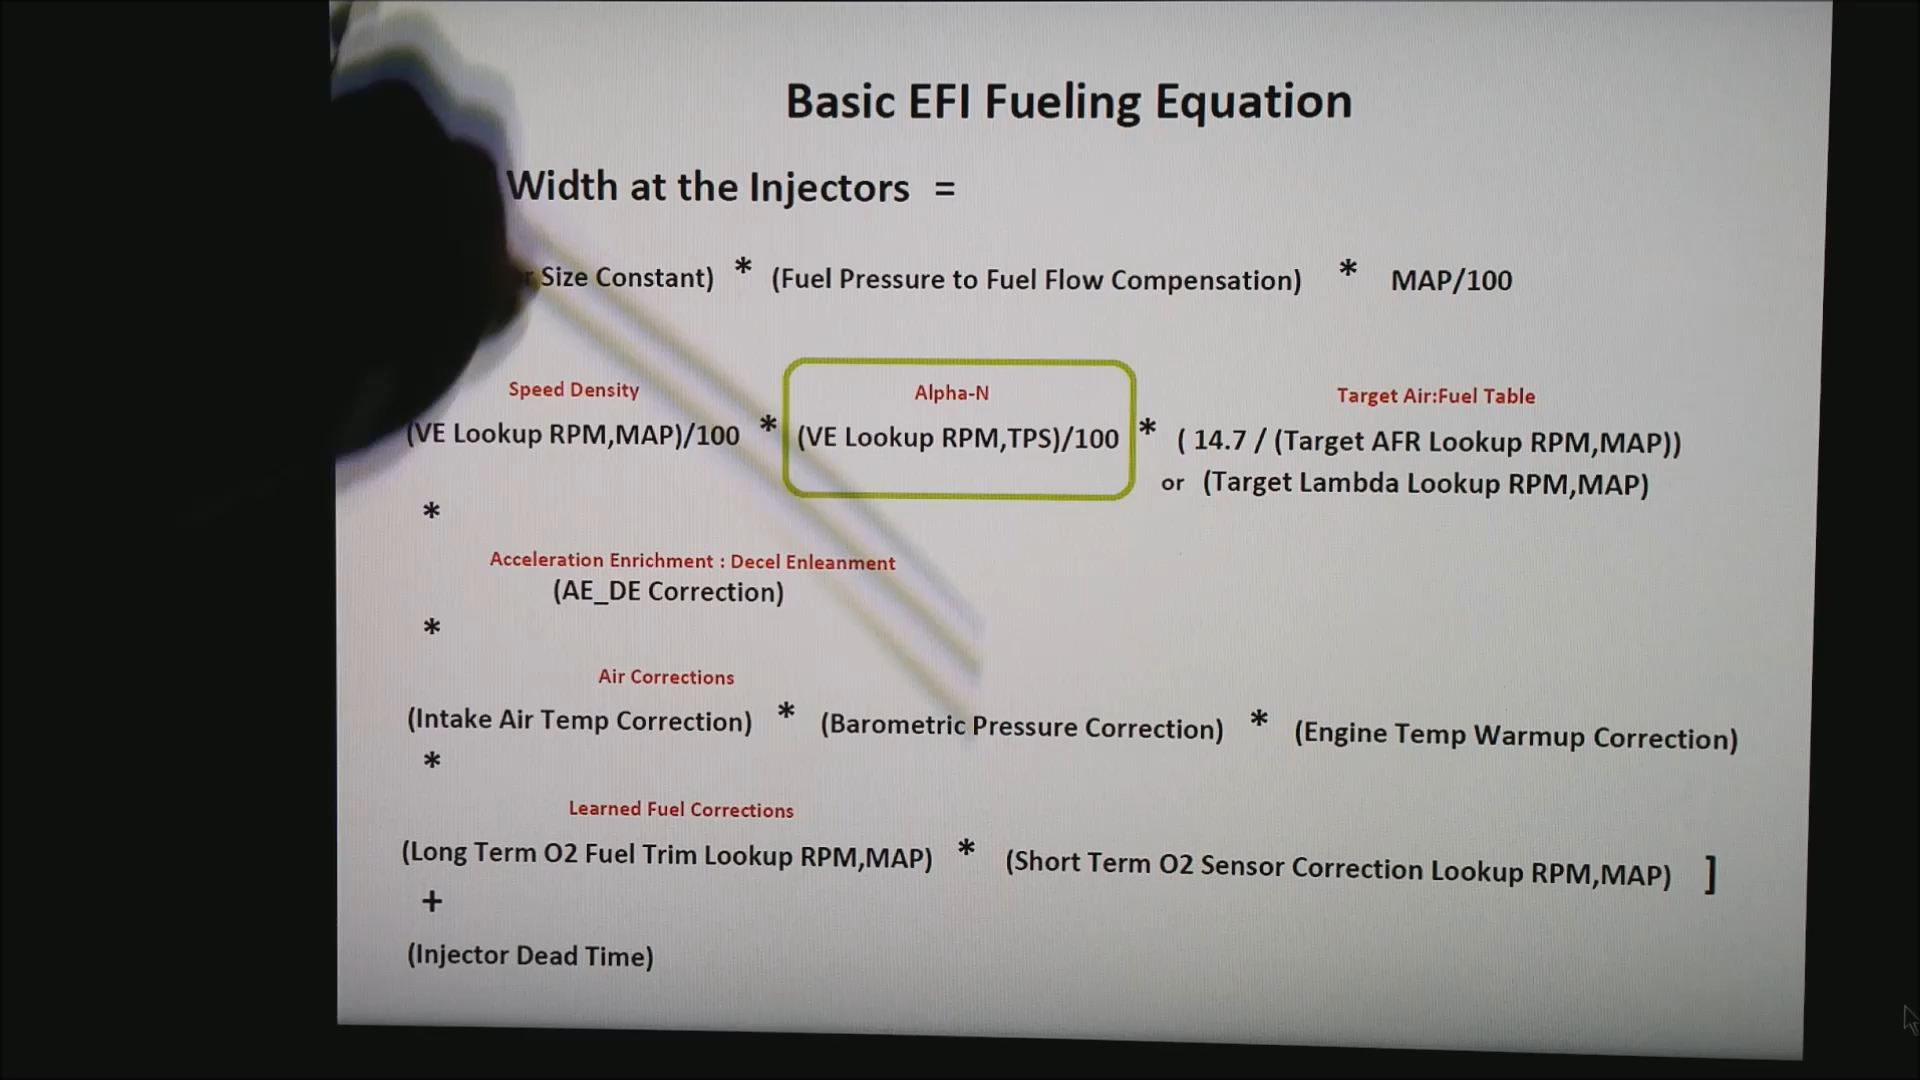 Basic EFI Fueling Equation
Width at the Injectors =
Size Constant) * (Fuel Pressure to Fuel Flow Compensation) * MAP/100
Speed Density Alpha-N Target Air:Fuel Table
(VE Lookup RPM,MAP)/100 * (VE Lookup RPM,TPS)/100 * ( 14.7 / (Target AFR Lookup RPM,MAP))
or (Target Lambda Lookup RPM,MAP)
*
Acceleration Enrichment : Decel Enleanment
(AE_DE Correction)
*
Air Corrections
(Intake Air Temp Correction) * (Barometric Pressure Correction) * (Engine Temp Warmup Correction)
*
Learned Fuel Corrections
(Long Term O2 Fuel Trim Lookup RPM,MAP) * (Short Term O2 Sensor Correction Lookup RPM,MAP) ]
+
(Injector Dead Time)